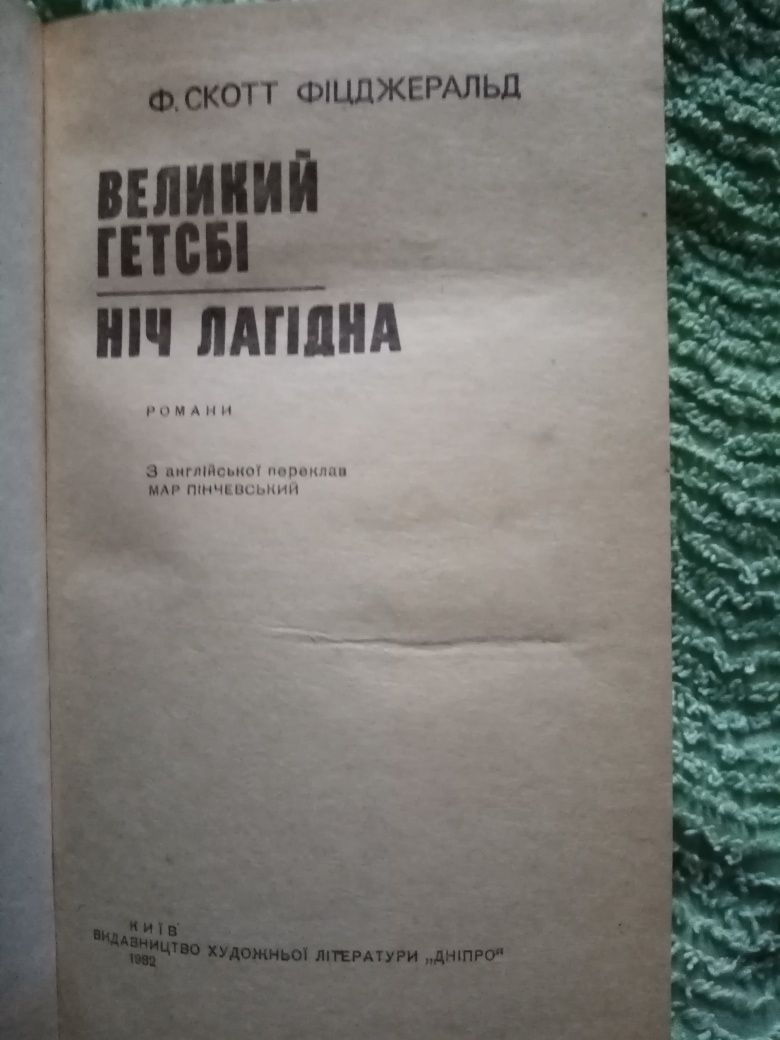 Ф. СКОТТ ФІЦДЖЕРАЛЬД
ВЕЛИКИЙ
ГЕТСБІ
НІЧ ЛАГІДНА
РОМАНИ
З англійської переклав
МАР ПІНЧЕВСЬКИЙ
КИЇВ
ВИДАВНИЦТВО ХУДОЖНЬОЇ ЛІТЕРАТУРИ „ДНІПРО“
1982